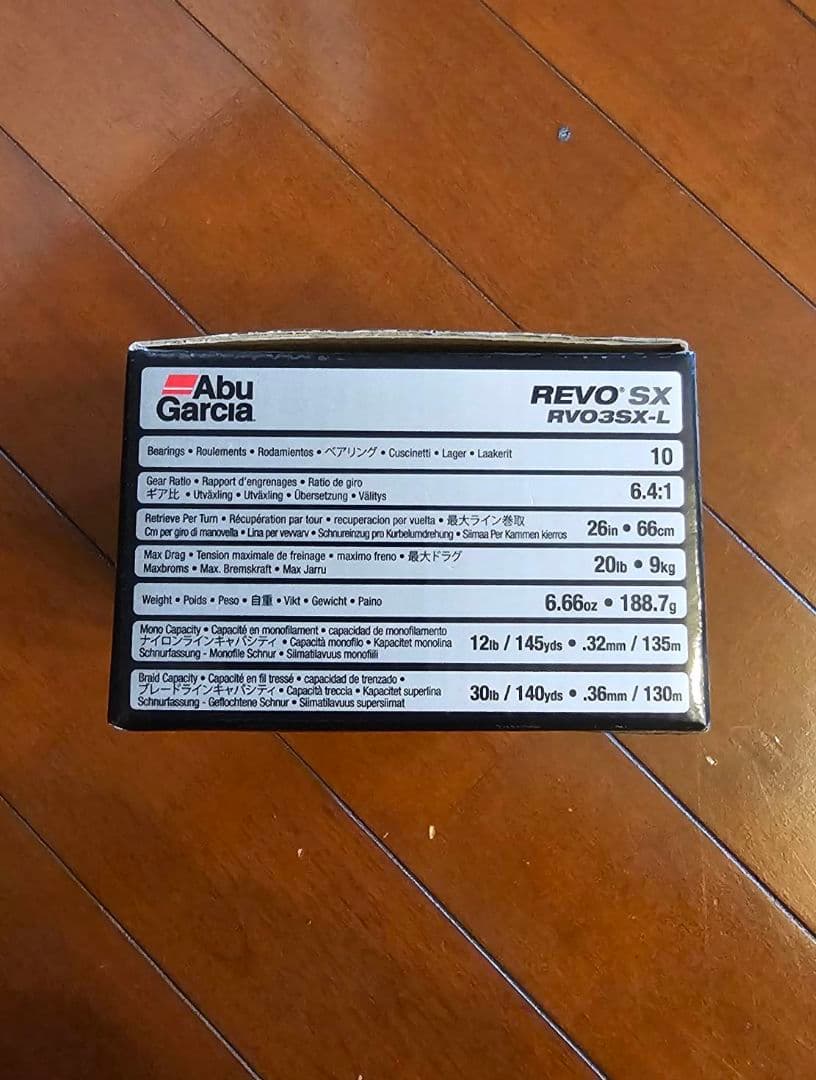 Abu
Garcia
REVO® SX
RVO3SX-L
Bearings • Roulements • Rodamientos • ベアリング • Cuscinetti • Lager • Laakerit
10
Gear Ratio • Rapport d'engrenages • Ratio de giro
ギア比 • Utväxling • Utväxling • Übersetzung • Välitys
6.4:1
Retrieve Per Turn • Récupération par tour • recuperacion por vuelta • 最大ライン巻取
Cm per giro di manovella • Lina per vevvarv • Schnureinzug pro Kurbelumdrehung • Siimaa Per Kammen kierros
26in • 66cm
Max Drag • Tension maximale de freinage • maximo freno • 最大ドラグ
Maxbroms • Max. Bremskraft • Max Jarru
20lb • 9kg
Weight • Poids • Peso • 自重 • Vikt • Gewicht • Paino
6.66oz • 188.7g
Mono Capacity • Capacité en monofilament • capacidad de monofilamento
ナイロンラインキャパシティ • Capacità monofilo • Kapacitet monolina
Schnurfassung - Monofile Schnur • Siimatilavuus monofiili
12lb / 145yds • .32mm / 135m
Braid Capacity • Capacité en fil tressé • capacidad de trenzado •
ブレードラインキャパシティ • Capacità treccia • Kapacitet superlina
Schnurfassung - Geflochtene Schnur • Siimatilavuus supersiimat
30lb / 140yds • .36mm / 130m